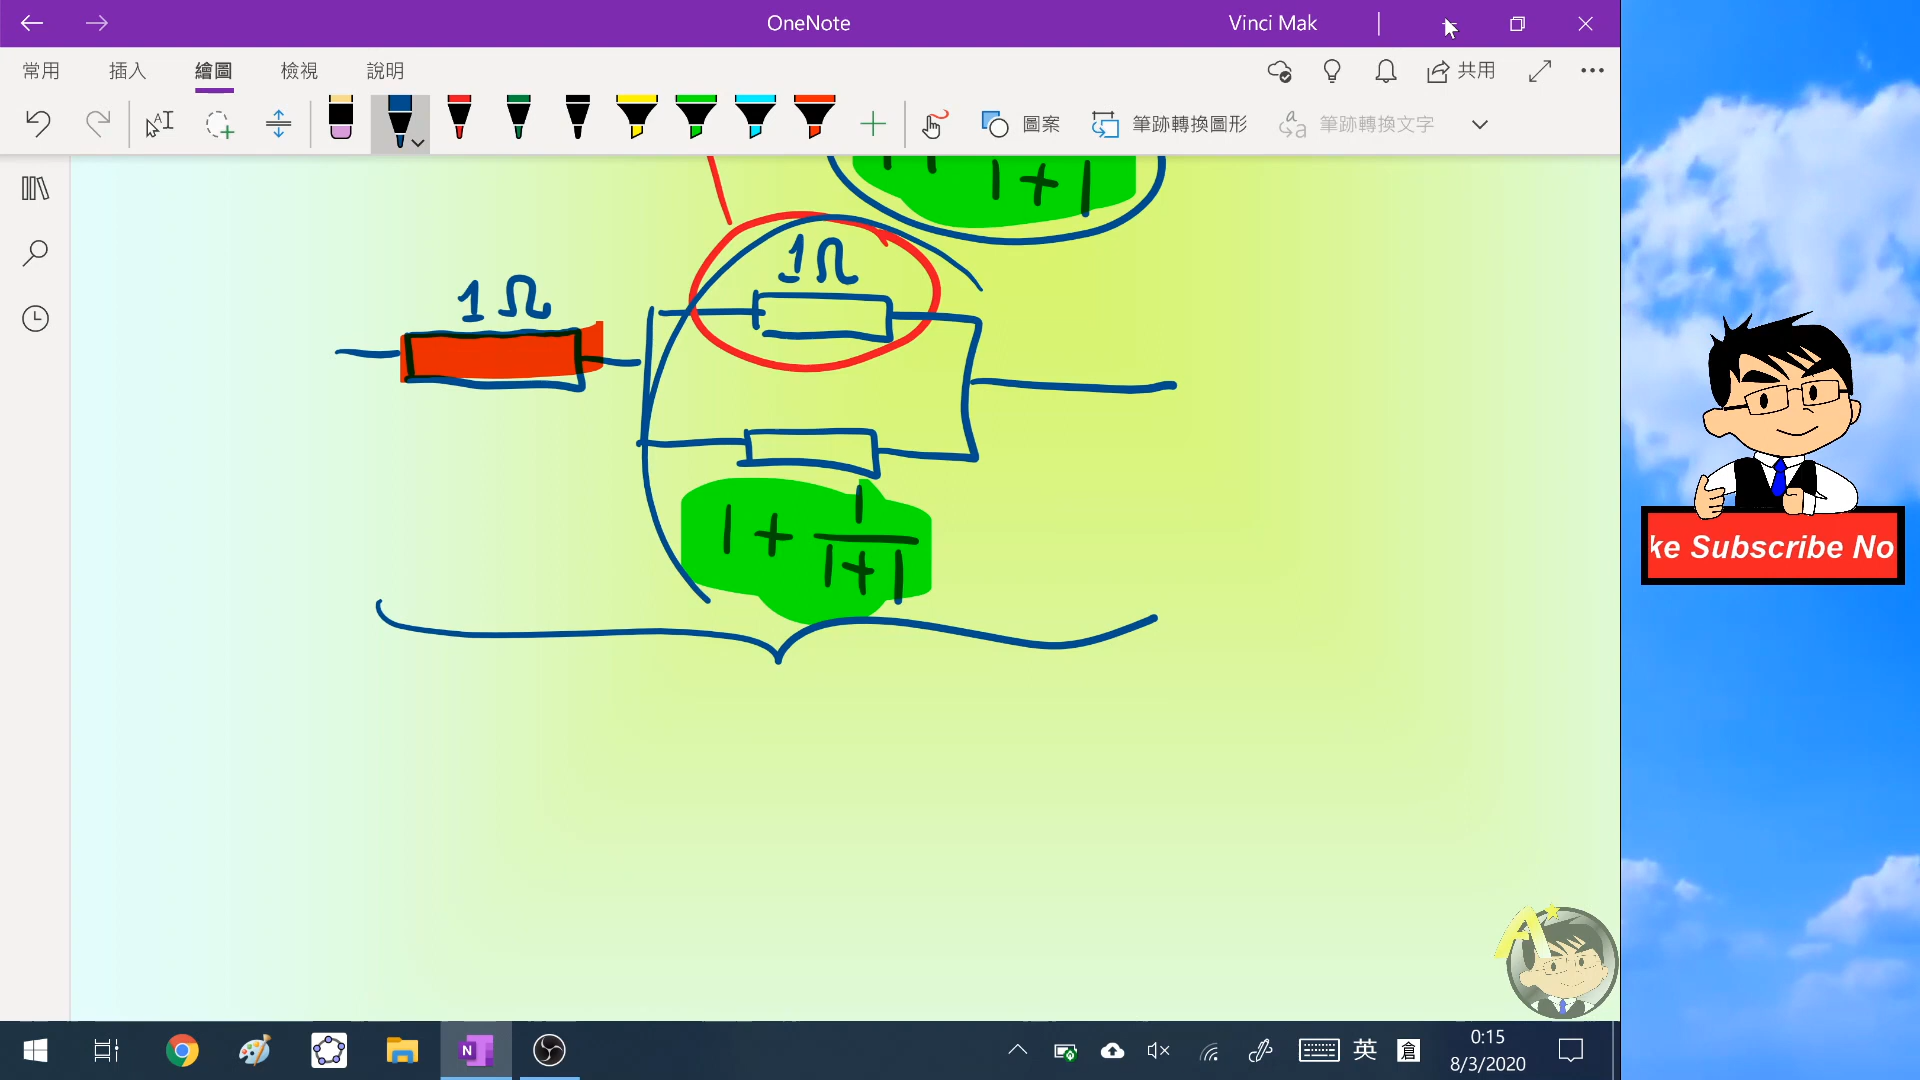 OneNote
Vinci Mak
常用 插入 繪圖 檢視 說明
共用
圖案 筆跡轉換圖形 筆跡轉換文字
1+1
1Ω
1Ω
1 + 1/(1+1)
ke Subscribe No
A
0:15
英 倉
8/3/2020